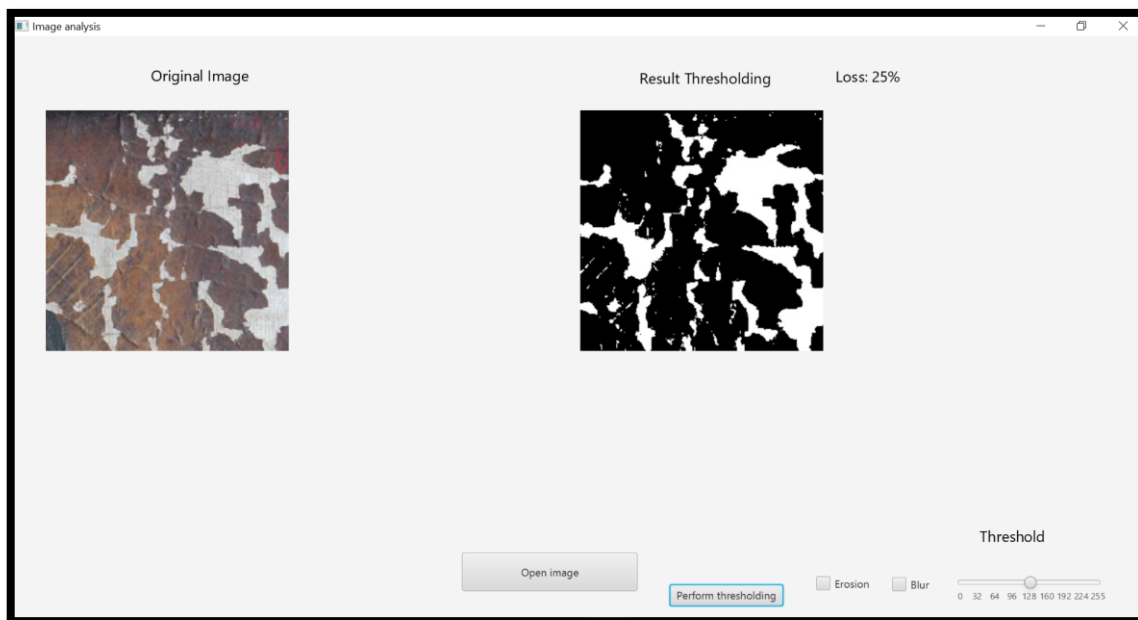 Image analysis
Original Image
Result Thresholding
Loss: 25%
Threshold
Open image
Perform thresholding
Erosion
Blur
0 32 64 96 128 160 192 224 255